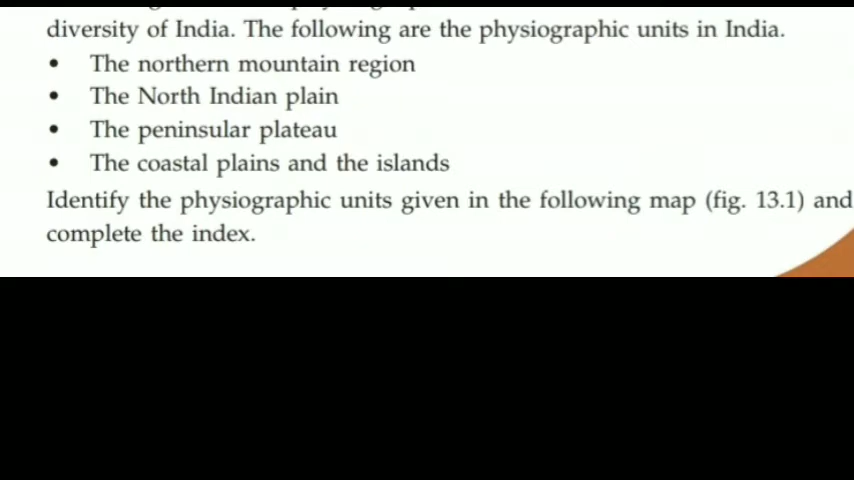 diversity of India. The following are the physiographic units in India.
• The northern mountain region
• The North Indian plain
• The peninsular plateau
• The coastal plains and the islands
Identify the physiographic units given in the following map (fig. 13.1) and
complete the index.